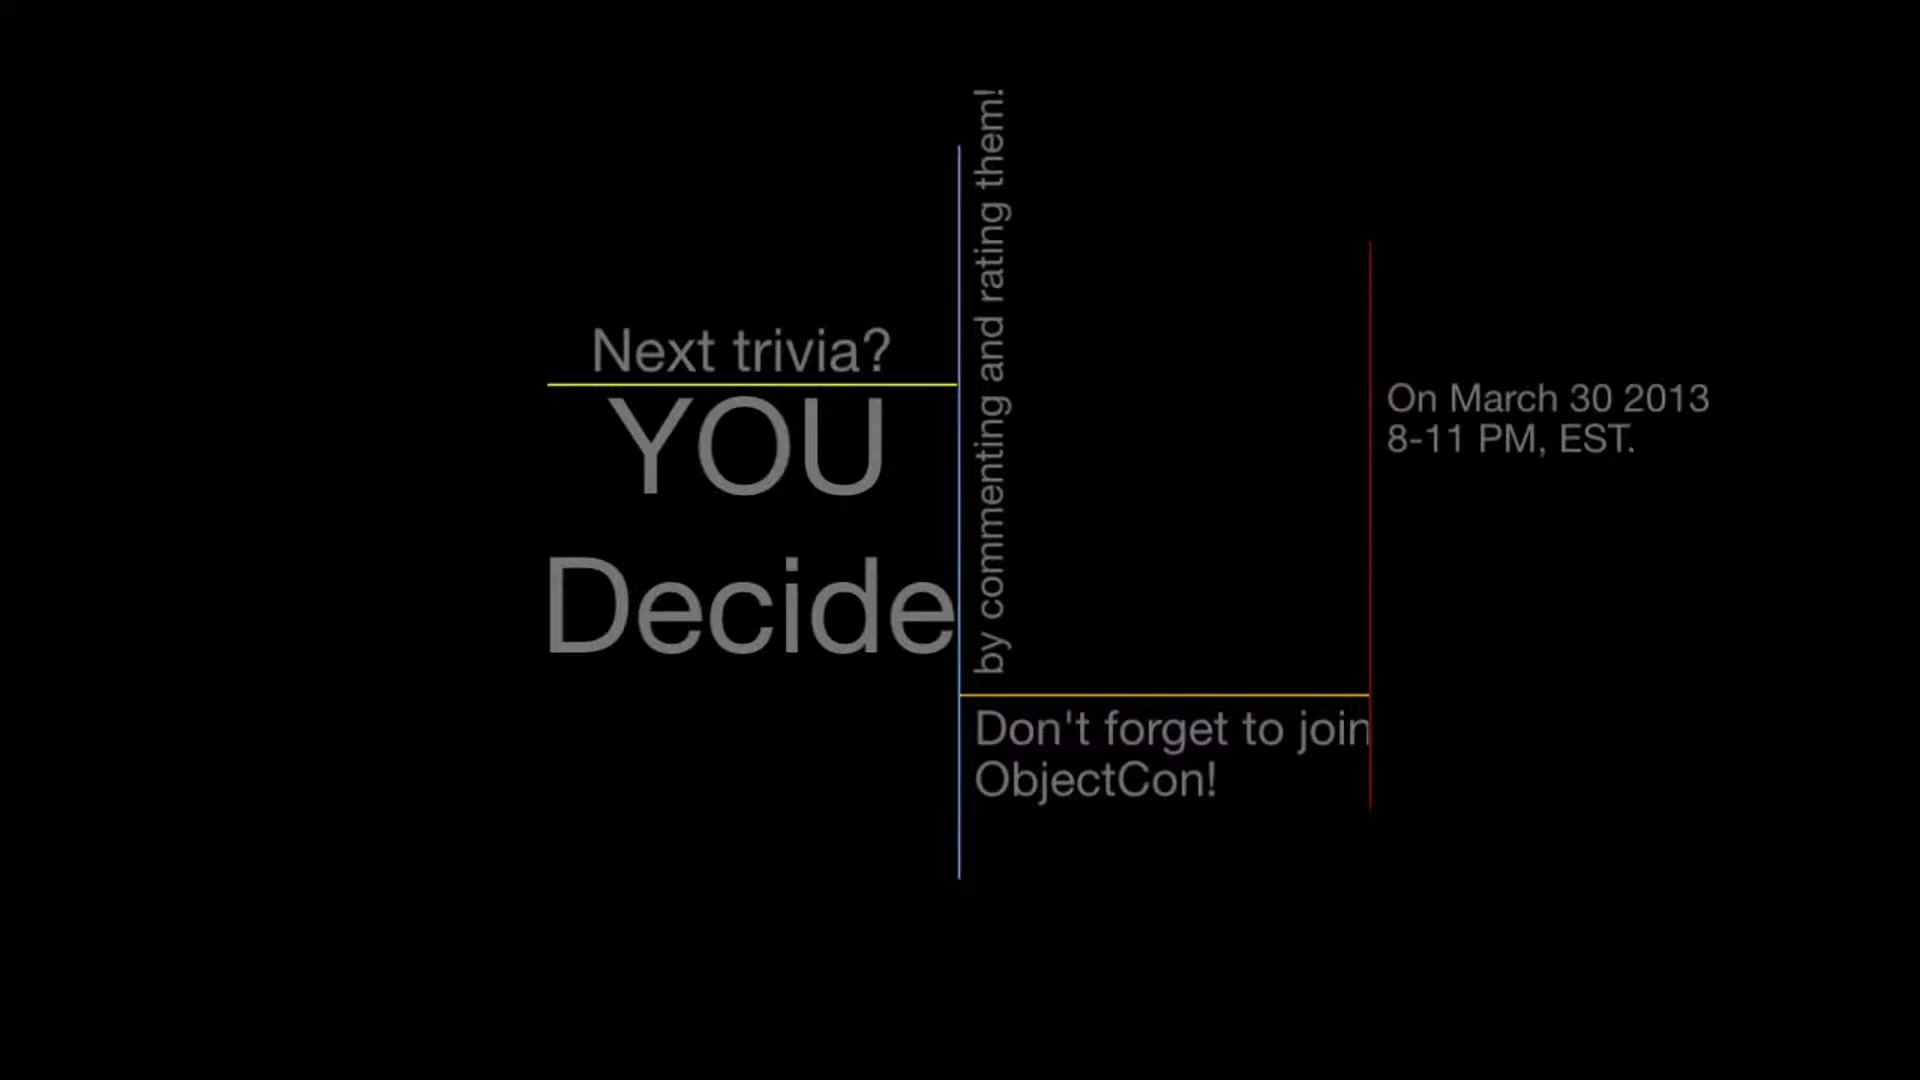 Next trivia?
YOU
Decide
by commenting and rating them!
Don't forget to join
ObjectCon!
On March 30 2013
8-11 PM, EST.